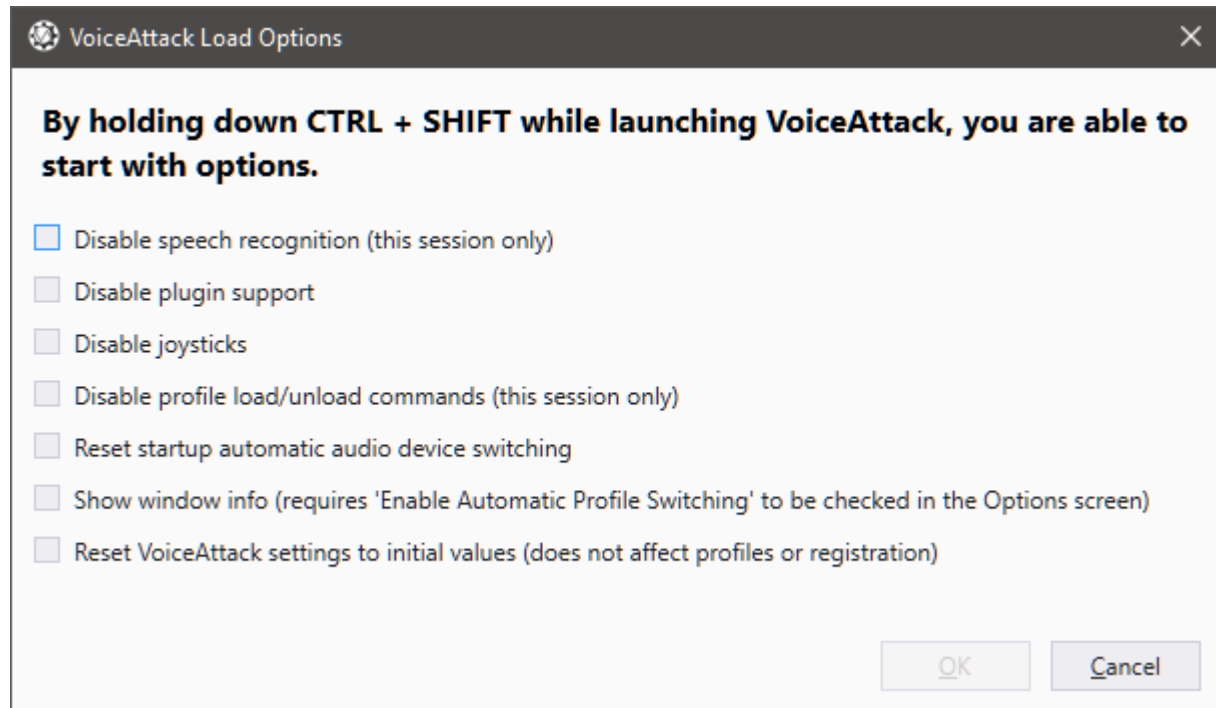 VoiceAttack Load Options
By holding down CTRL + SHIFT while launching VoiceAttack, you are able to
start with options.
Disable speech recognition (this session only)
Disable plugin support
Disable joysticks
Disable profile load/unload commands (this session only)
Reset startup automatic audio device switching
Show window info (requires 'Enable Automatic Profile Switching' to be checked in the Options screen)
Reset VoiceAttack settings to initial values (does not affect profiles or registration)
OK
Cancel